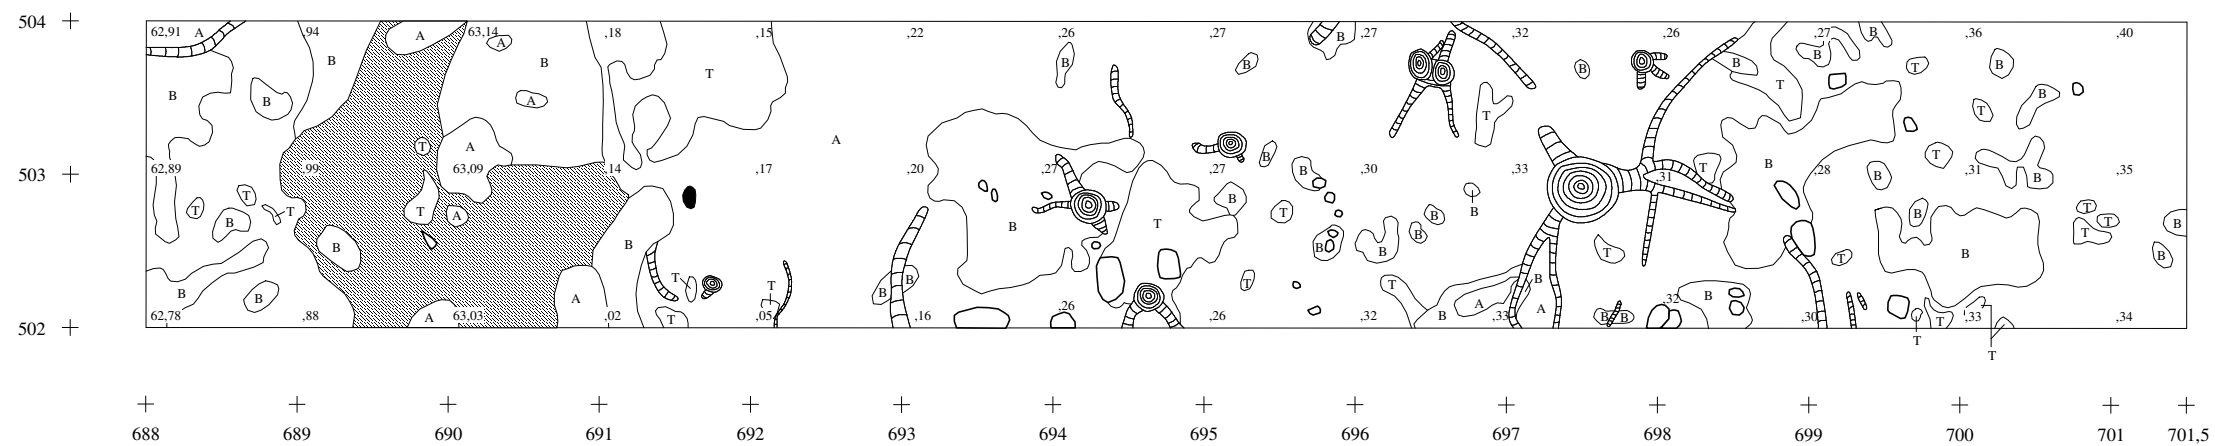 504
62,91 A ,94 A 63,14 ,18 ,15 ,22 ,26 ,27 B ,27 ,32 ,26 ,27 B ,36 ,40
A
B B T B B B B B B T B
B B A T T B
T A A T B
T
503 62,89 ,99 63,09 ,14 ,17 ,20 ,27 ,27 B ,30 ,33 ,31 T B ,28 B ,31 B ,35
T T T T A B T B B B T T
B B B B T B B B T B B
B A T T B T T B A B T B
502 62,78 ,88 A 63,03 ,02 T ,05 ,16 ,26 ,26 ,32 B ,33 A B B ,32 B ,30 T ,33 ,34
T
T
688 689 690 691 692 693 694 695 696 697 698 699 700 701 701,5